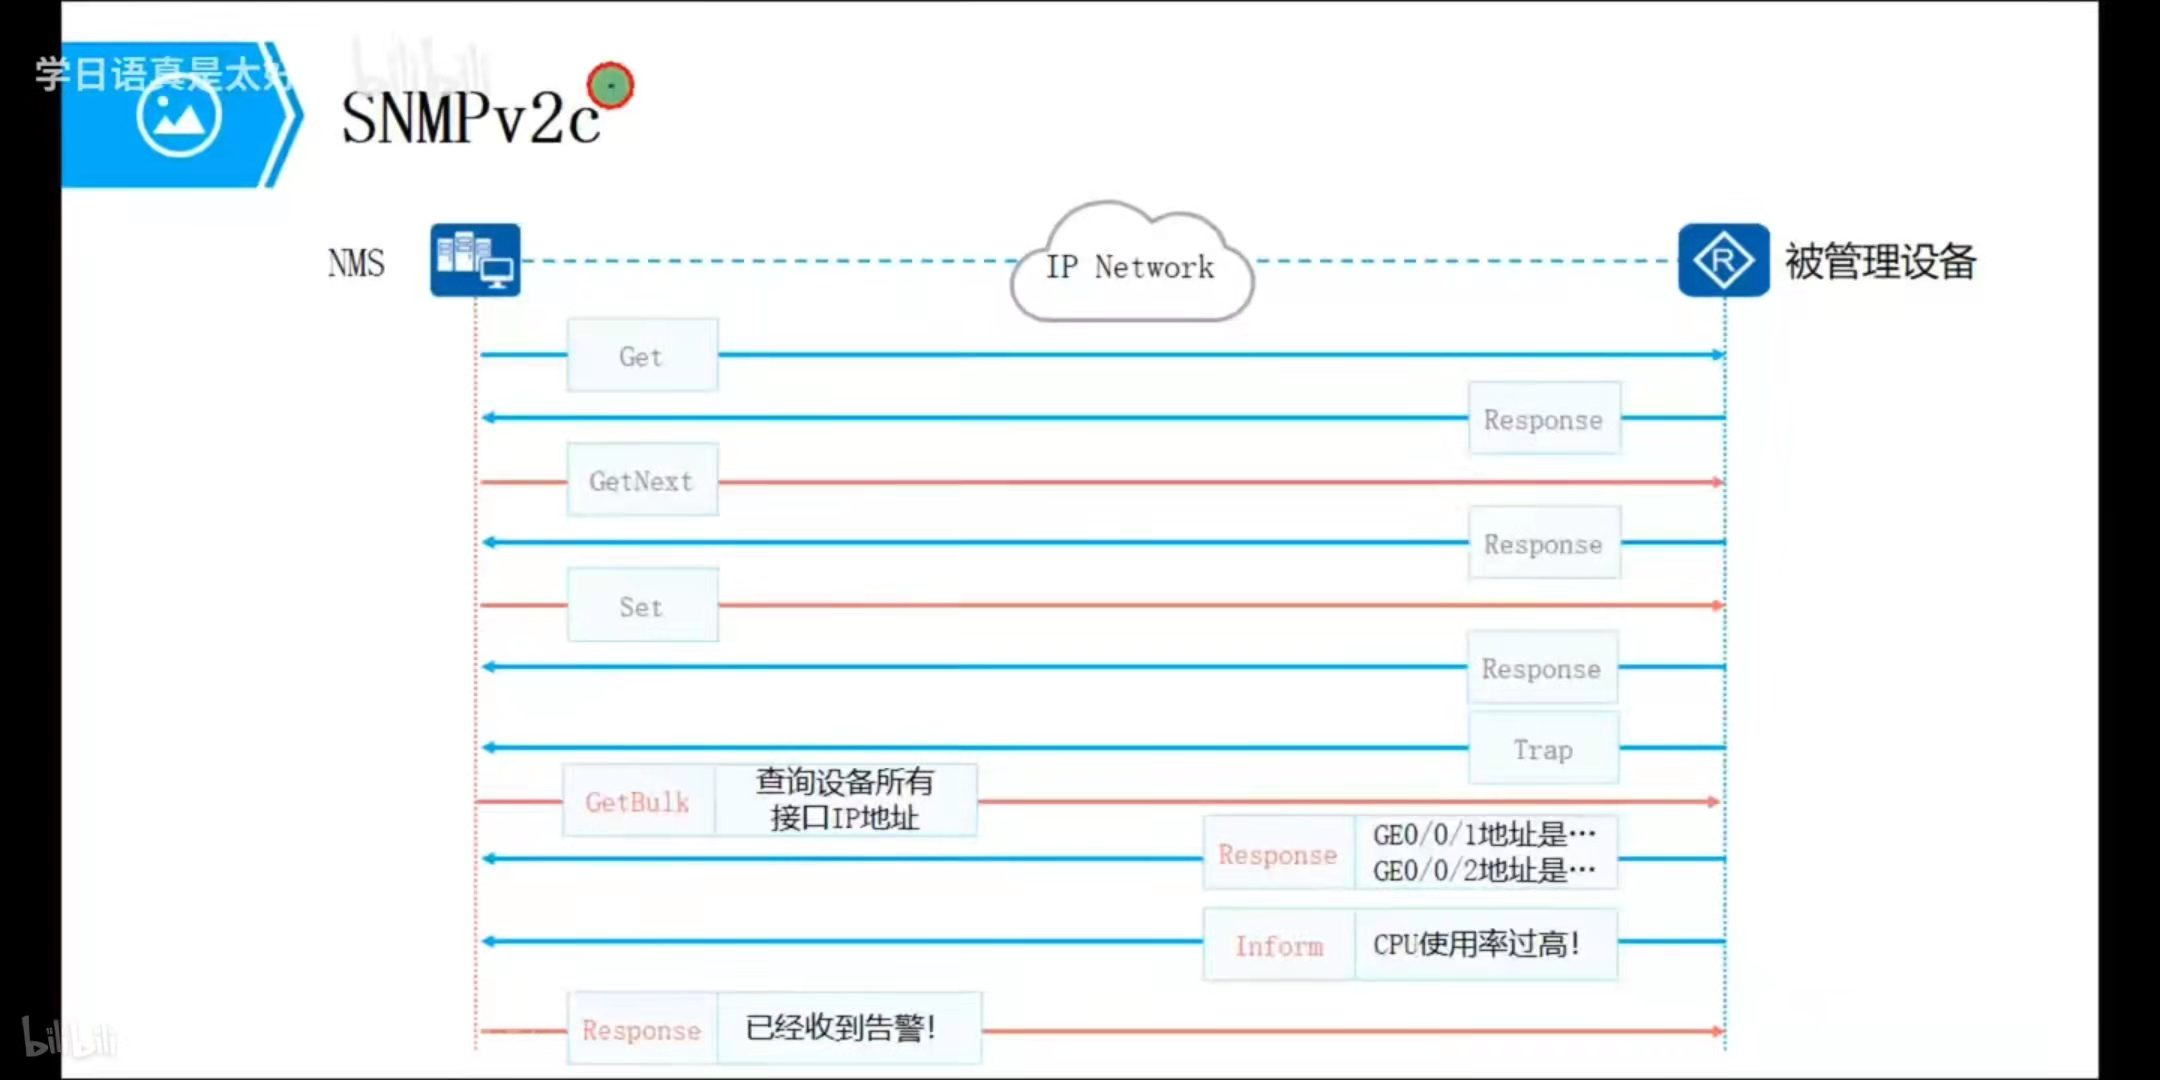 学日语真是太好
bilibili
SNMPv2c
NMS
IP Network
R
被管理设备
Get
Response
GetNext
Response
Set
Response
Trap
GetBulk
查询设备所有
接口IP地址
Response
GE0/0/1地址是…
GE0/0/2地址是…
Inform
CPU使用率过高!
Response
已经收到告警!
bilibili